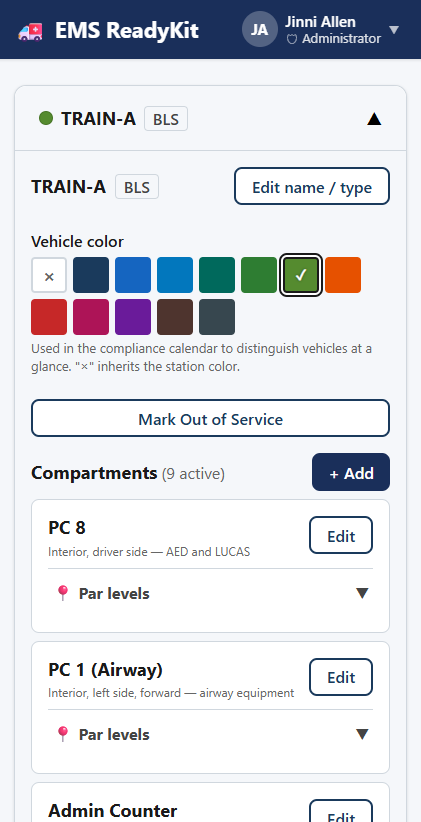 EMS ReadyKit
JA
Jinni Allen
Administrator
TRAIN-A BLS
TRAIN-A BLS
Edit name / type
Vehicle color
×
✓
Used in the compliance calendar to distinguish vehicles at a
glance. "×" inherits the station color.
Mark Out of Service
Compartments (9 active)
+ Add
PC 8
Interior, driver side — AED and LUCAS
Edit
Par levels
PC 1 (Airway)
Interior, left side, forward — airway equipment
Edit
Par levels
Admin Counter
Edit